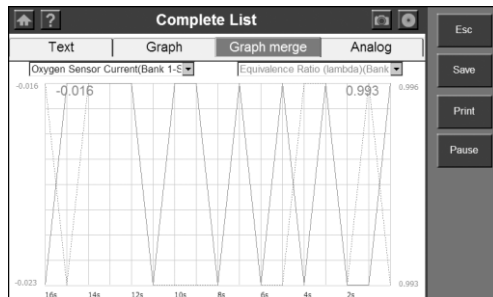 ? Complete List
Esc
Text Graph Graph merge Analog
Oxygen Sensor Current(Bank 1-S Equivalence Ratio (lambda)(Bank
Save
-0.016 -0.016 0.993 0.996
Print
Pause
-0.023 0.993
16s 14s 12s 10s 8s 6s 4s 2s